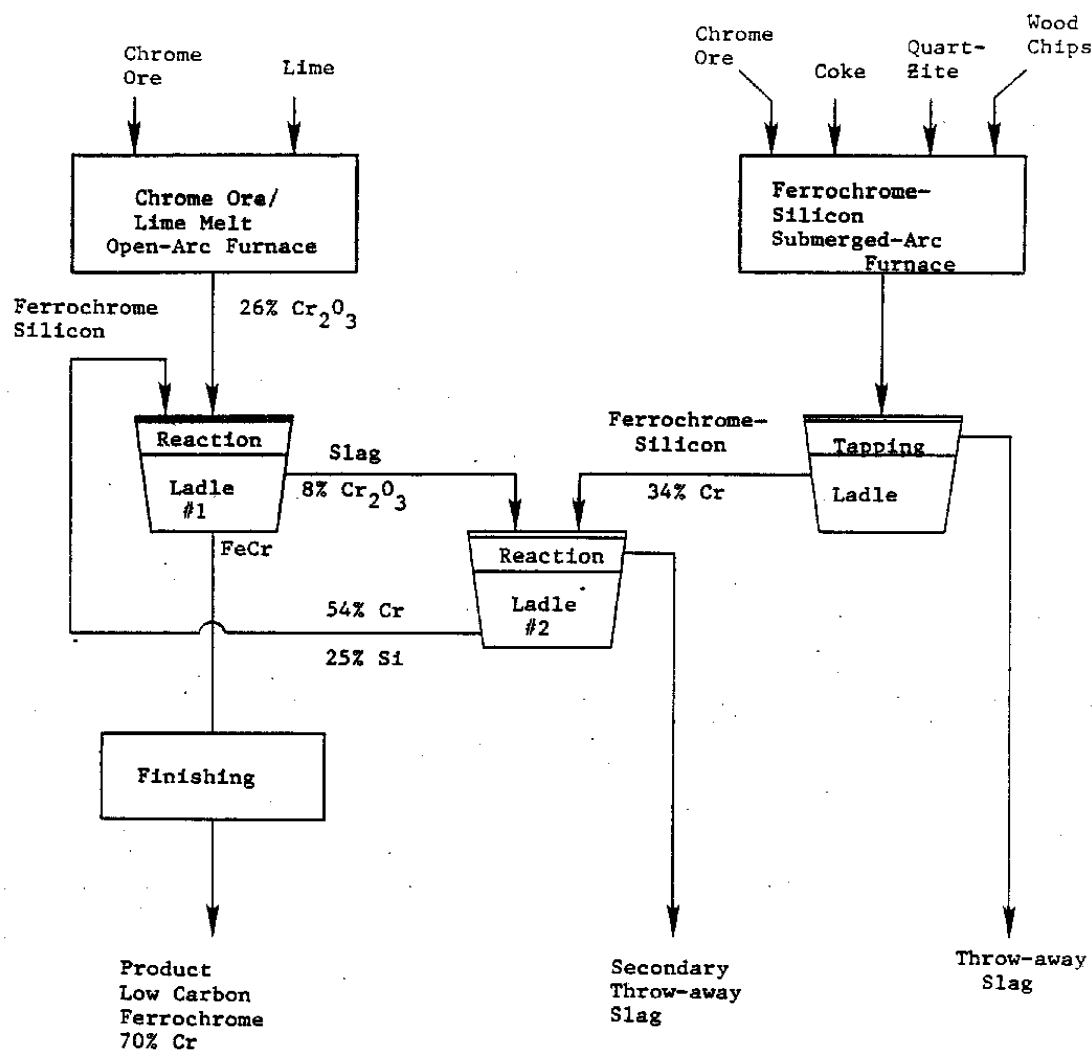 Chrome
Ore
Lime
Chrome
Ore
Coke
Quart-
Zite
Wood
Chips
Chrome Ore/
Lime Melt
Open-Arc Furnace
Ferrochrome-
Silicon
Submerged-Arc
Furnace
Ferrochrome
Silicon
26% Cr₂O₃
Reaction
Ladle
#1
Slag
8% Cr₂O₃
Ferrochrome-
Silicon
34% Cr
Tapping
Ladle
FeCr
Reaction
Ladle
#2
54% Cr
25% Si
Finishing
Product
Low Carbon
Ferrochrome
70% Cr
Secondary
Throw-away
Slag
Throw-away
Slag